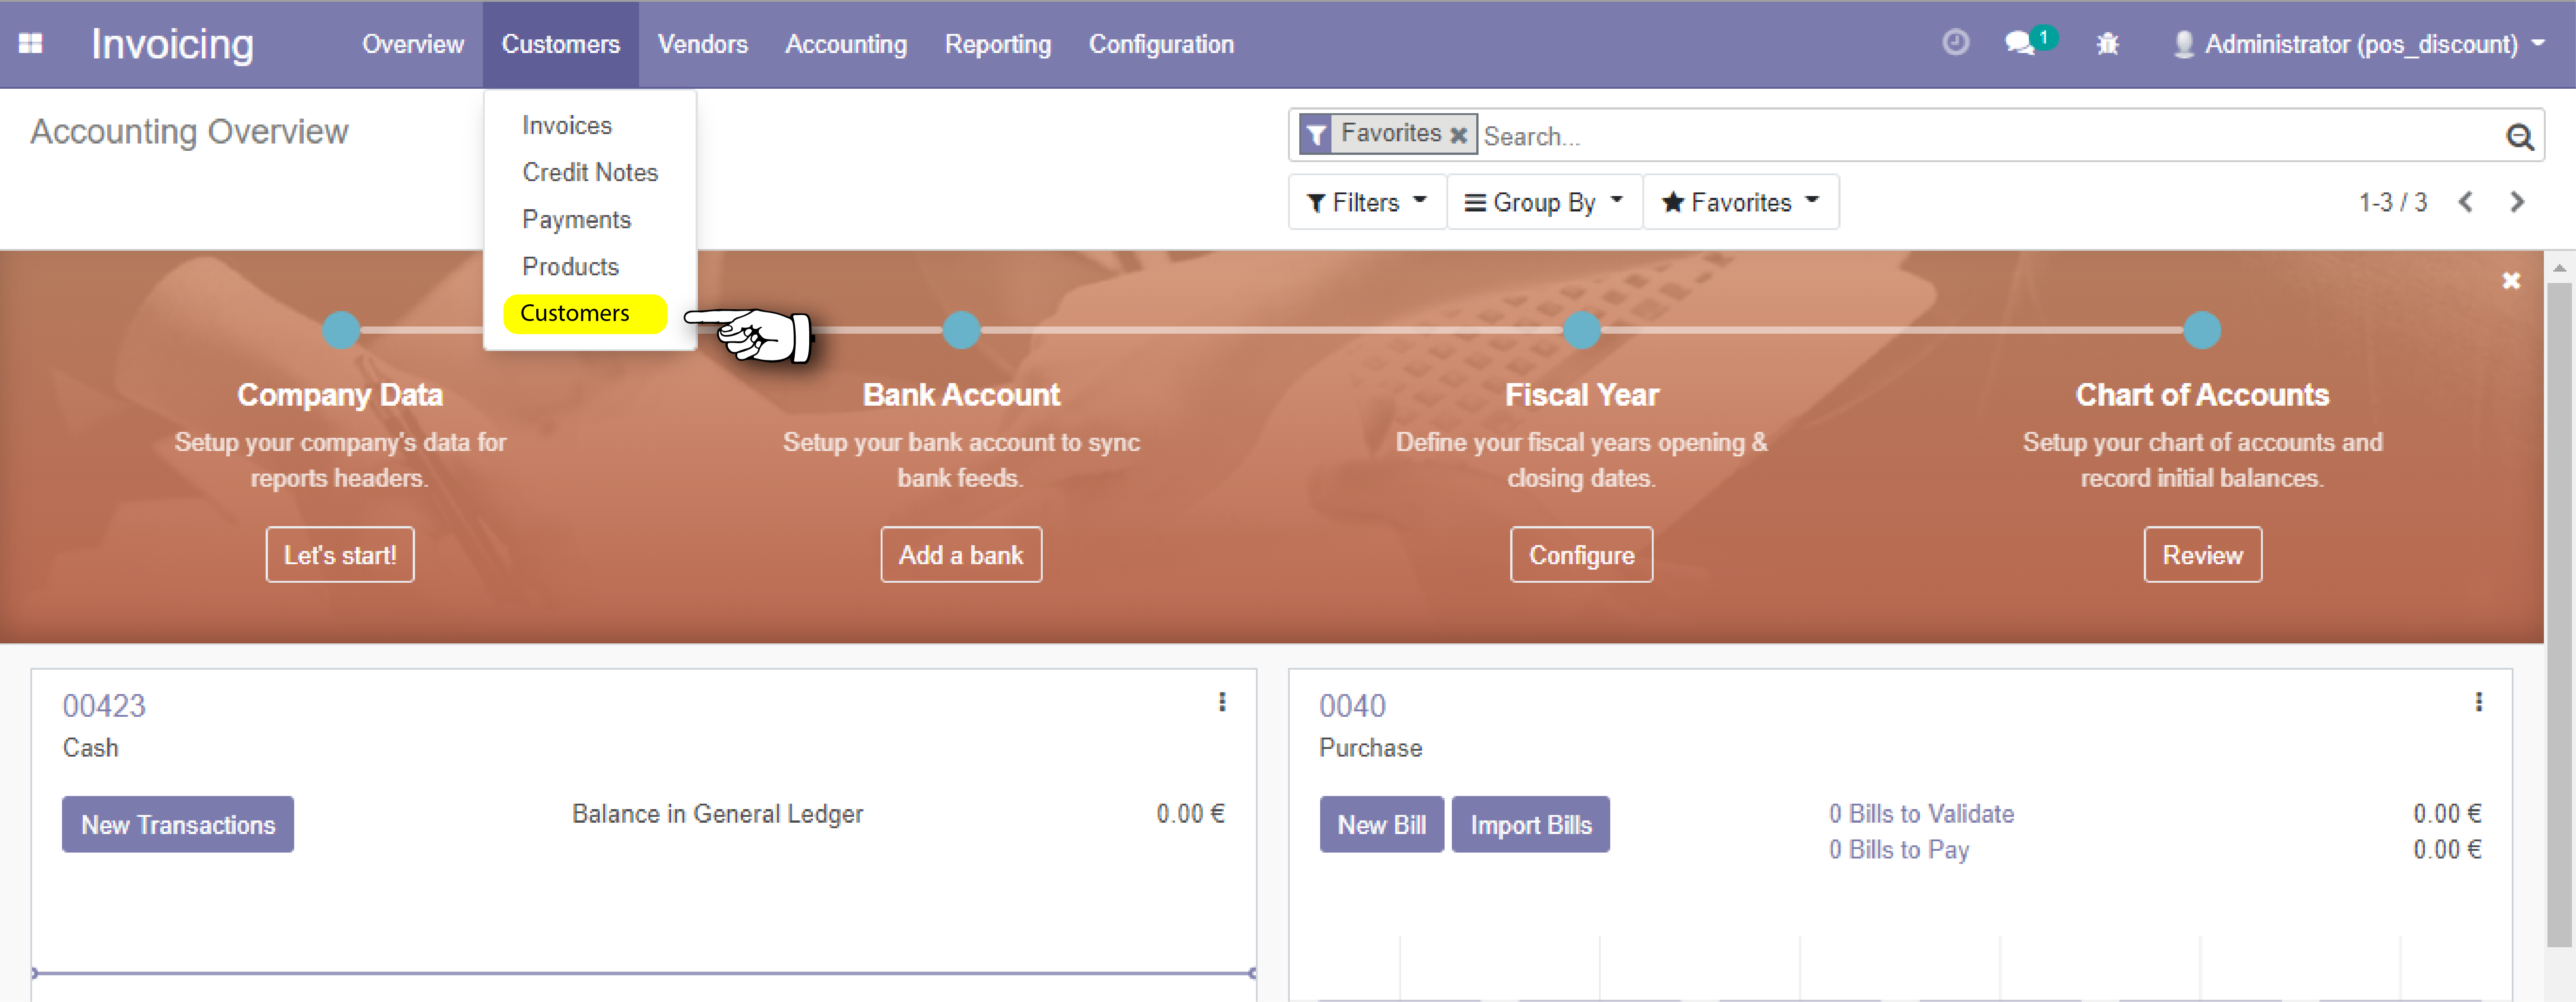 Invoicing Overview Customers Vendors Accounting Reporting Configuration 1 Administrator (pos_discount)
Accounting Overview
Invoices
Credit Notes
Payments
Products
Customers
Favorites Search...
Filters Group By Favorites 1-3 / 3
Company Data
Setup your company's data for
reports headers.
Let's start!
Bank Account
Setup your bank account to sync
bank feeds.
Add a bank
Fiscal Year
Define your fiscal years opening &
closing dates.
Configure
Chart of Accounts
Setup your chart of accounts and
record initial balances.
Review
00423
Cash
New Transactions
Balance in General Ledger 0.00 €
0040
Purchase
New Bill Import Bills
0 Bills to Validate 0.00 €
0 Bills to Pay 0.00 €